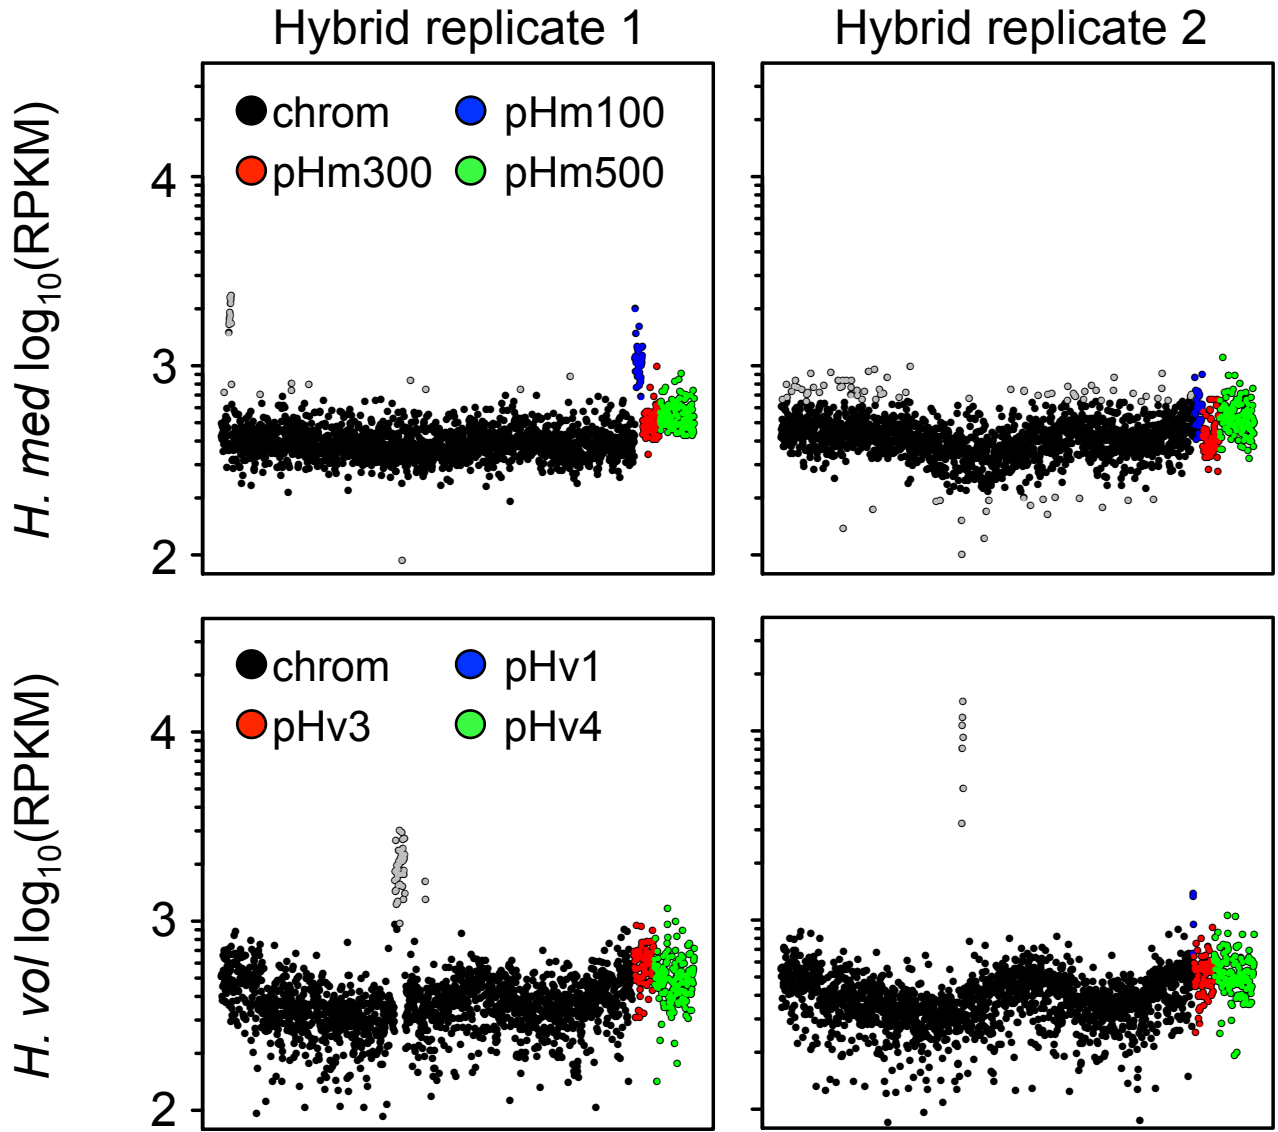 Hybrid replicate 1
Hybrid replicate 2
H. med log₁₀(RPKM)
chrom
pHm100
pHm300
pHm500
4
3
2
H. vol log₁₀(RPKM)
chrom
pHv1
pHv3
pHv4
4
3
2